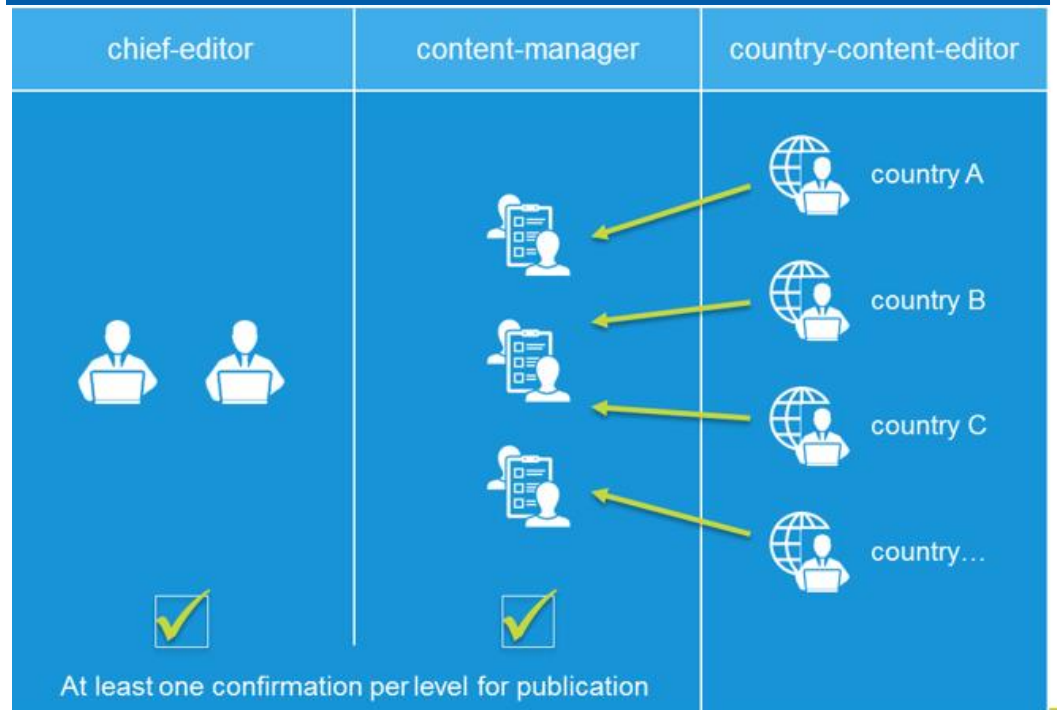 chief-editor
content-manager
country-content-editor
country A
country B
country C
country…
At least one confirmation per level for publication